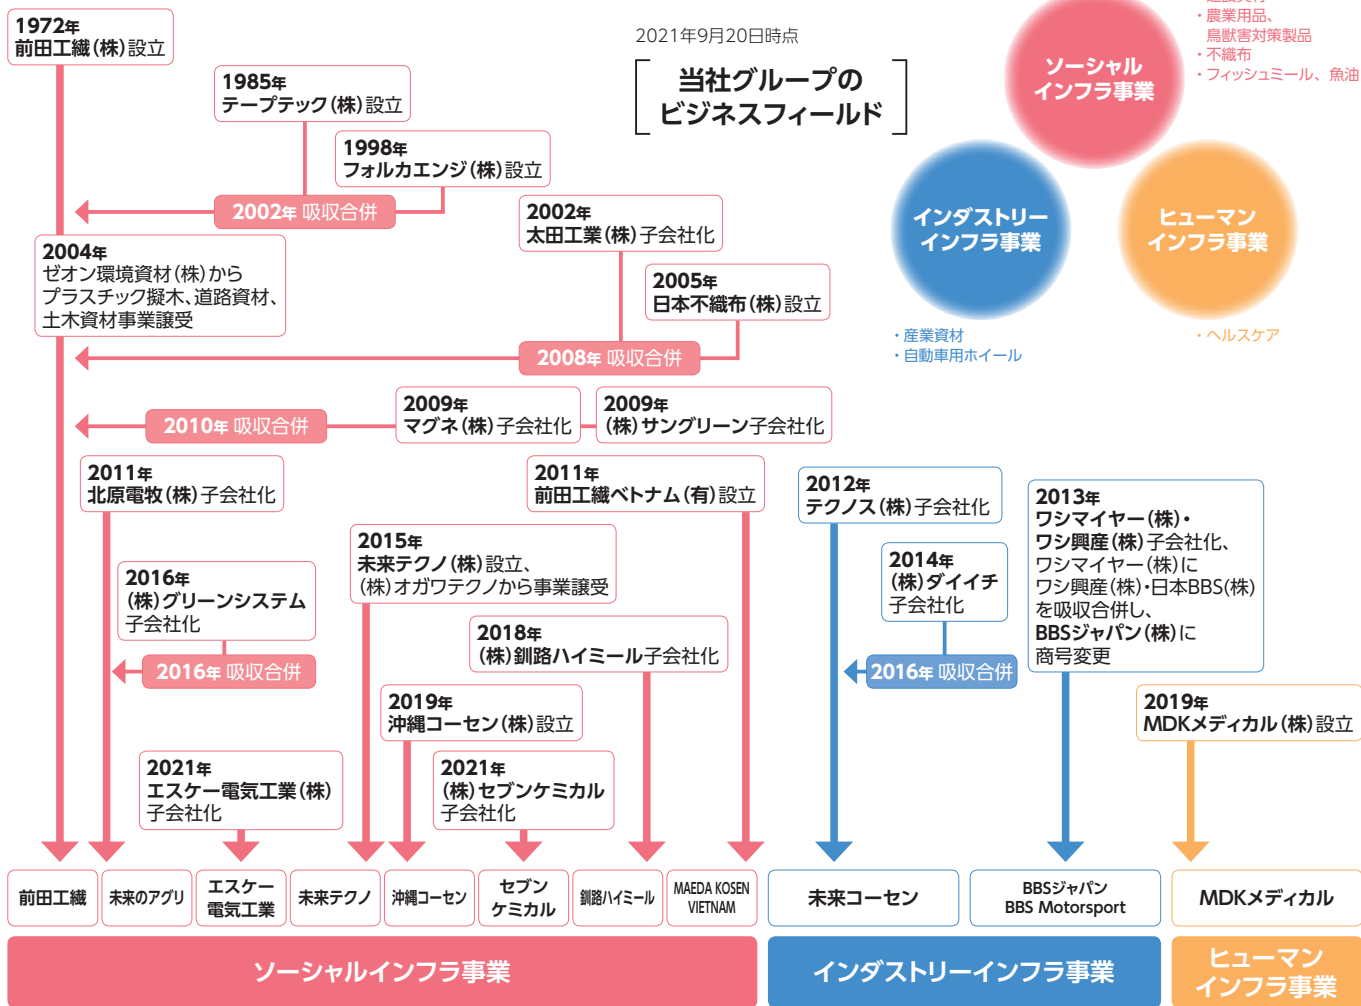 1972年
前田工繊(株)設立
1985年
テープテック(株)設立
1998年
フォルカエンジ(株)設立
2002年 吸収合併
2004年
ゼオン環境資材(株)から
プラスチック擬木、道路資材、
土木資材事業譲受
2002年
太田工業(株)子会社化
2005年
日本不織布(株)設立
2008年 吸収合併
2009年
マグネ(株)子会社化
2009年
(株)サングリーン子会社化
2010年 吸収合併
2021年9月20日時点
当社グループの
ビジネスフィールド
ソーシャル
インフラ事業
・農業用品、
鳥獣害対策製品
・不織布
・フィッシュミール、魚油
インダストリー
インフラ事業
・産業資材
・自動車用ホイール
ヒューマン
インフラ事業
・ヘルスケア
2011年
北原電牧(株)子会社化
2016年
(株)グリーンシステム
子会社化
2016年 吸収合併
2021年
エスケー電気工業(株)
子会社化
2015年
未来テクノ(株)設立、
(株)オガワテクノから事業譲受
2019年
沖縄コーセン(株)設立
2021年
(株)セブンケミカル
子会社化
2018年
(株)釧路ハイミール子会社化
2011年
前田工繊ベトナム(有)設立
2012年
テクノス(株)子会社化
2014年
(株)ダイイチ
子会社化
2016年 吸収合併
2013年
ワシマイヤー(株)・
ワシ興産(株)子会社化、
ワシマイヤー(株)に
ワシ興産(株)・日本BBS(株)
を吸収合併し、
BBSジャパン(株)に
商号変更
2019年
MDKメディカル(株)設立
前田工繊
未来のアグリ
エスケー
電気工業
未来テクノ
沖縄コーセン
セブン
ケミカル
釧路ハイミール
MAEDA KOSEN
VIETNAM
未来コーセン
BBSジャパン
BBS Motorsport
MDKメディカル
ソーシャルインフラ事業
インダストリーインフラ事業
ヒューマン
インフラ事業